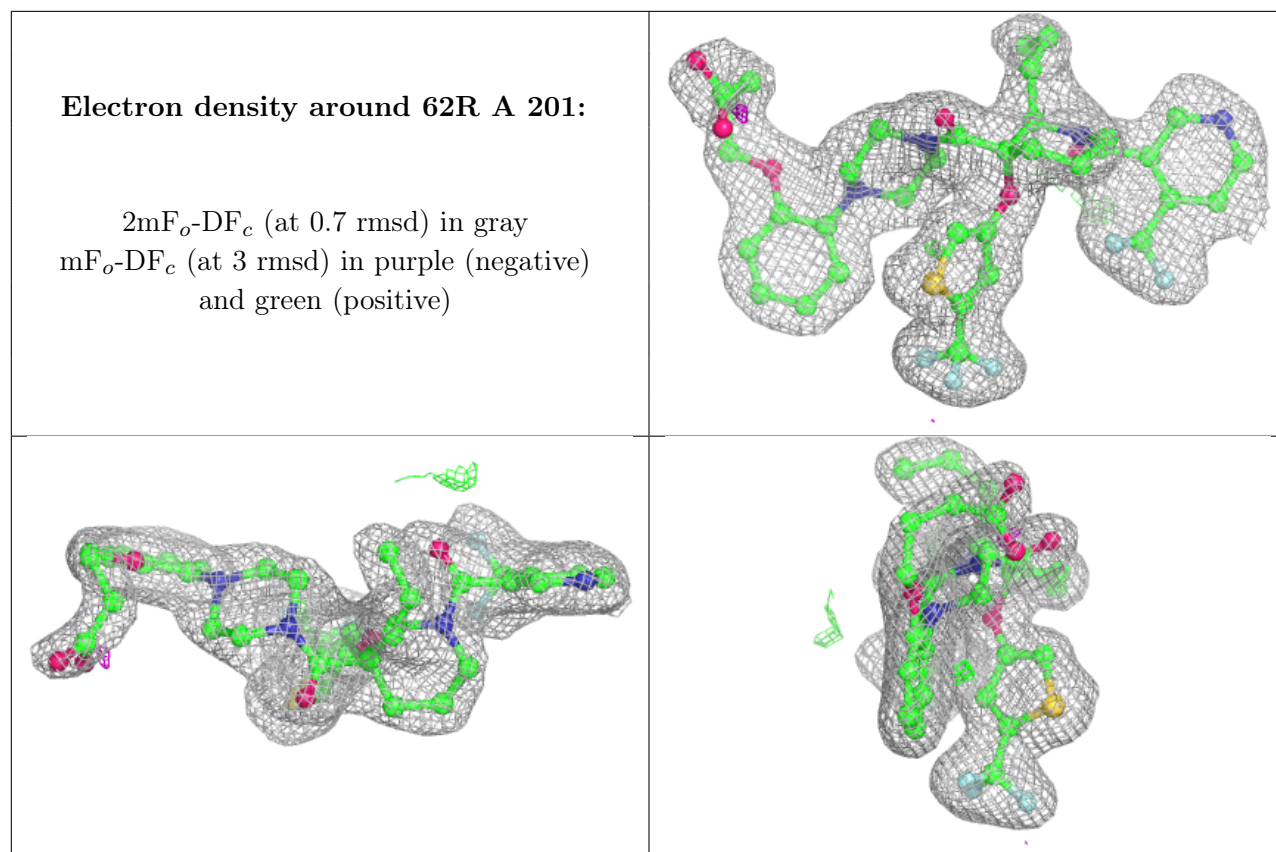 Electron density around 62R A 201:
2mFo-DFc (at 0.7 rmsd) in gray
mFo-DFc (at 3 rmsd) in purple (negative)
and green (positive)